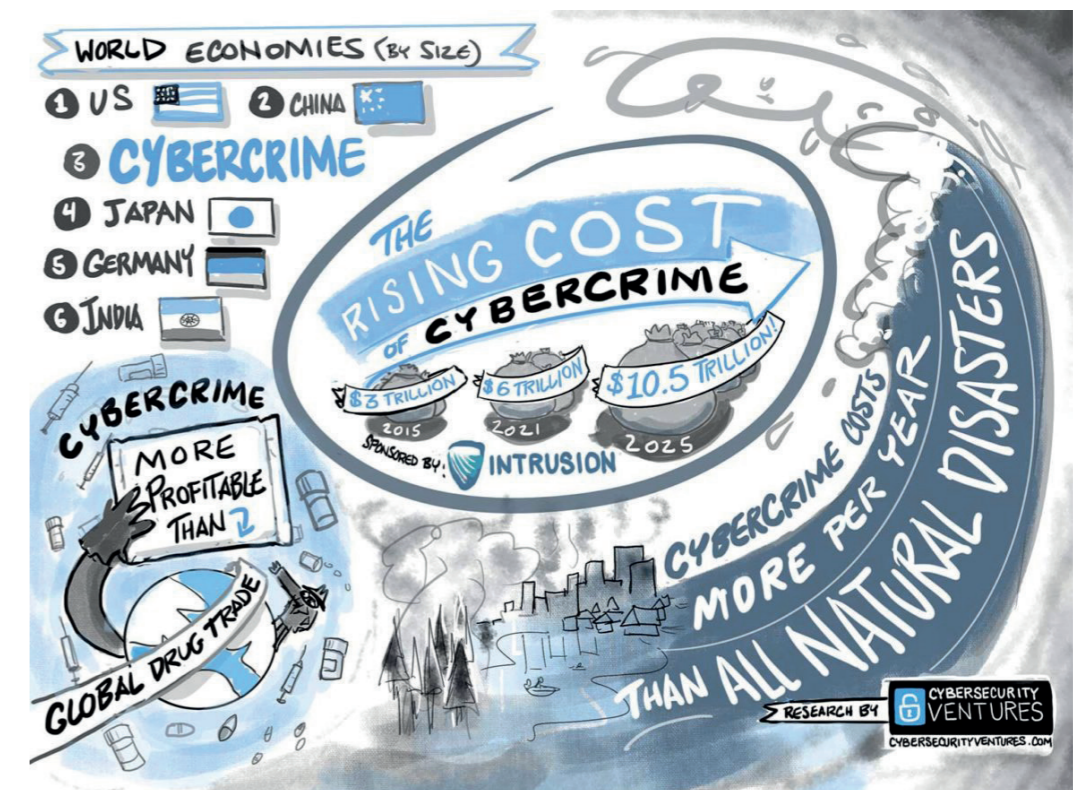 WORLD ECONOMIES (BY SIZE)
1 US 2 CHINA
3 CYBERCRIME
4 JAPAN
5 GERMANY
6 INDIA
THE
RISING COST
OF CYBERCRIME
$3 TRILLION $6 TRILLION $10.5 TRILLION!
2015 2021 2025
SPONSORED BY: INTRUSION
CYBERCRIME
MORE
PROFITABLE
THAN
GLOBAL DRUG TRADE
CYBERCRIME COSTS
MORE PER YEAR
THAN ALL NATURAL DISASTERS
RESEARCH BY
CYBERSECURITY
VENTURES
CYBERSECURITYVENTURES.COM